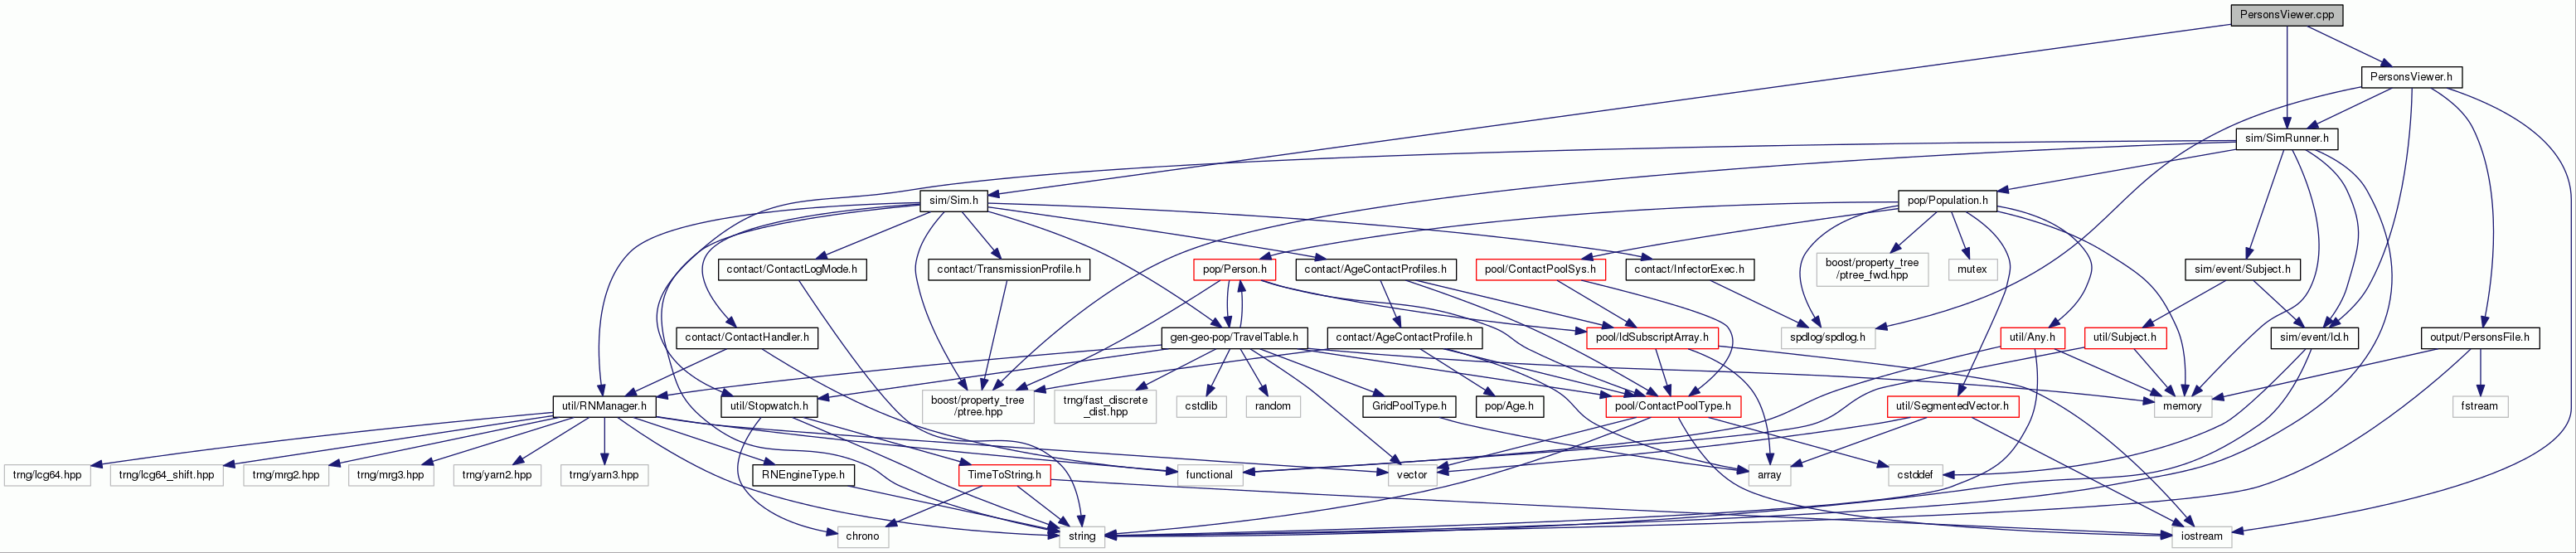 PersonsViewer.cpp
PersonsViewer.h
sim/SimRunner.h
sim/Sim.h
pop/Population.h
contact/ContactLogMode.h
contact/TransmissionProfile.h
pop/Person.h
contact/AgeContactProfiles.h
pool/ContactPoolSys.h
contact/InfectorExec.h
boost/property_tree
/ptree_fwd.hpp
mutex
sim/event/Subject.h
contact/ContactHandler.h
gen-geo-pop/TravelTable.h
contact/AgeContactProfile.h
pool/IdSubscriptArray.h
spdlog/spdlog.h
util/Any.h
util/Subject.h
sim/event/Id.h
output/PersonsFile.h
util/RNManager.h
util/Stopwatch.h
boost/property_tree
/ptree.hpp
trng/fast_discrete
_dist.hpp
cstdlib
random
GridPoolType.h
pop/Age.h
pool/ContactPoolType.h
util/SegmentedVector.h
memory
fstream
trng/lcg64.hpp
trng/lcg64_shift.hpp
trng/mrg2.hpp
trng/mrg3.hpp
trng/yarn2.hpp
trng/yarn3.hpp
RNEngineType.h
TimeToString.h
functional
vector
array
cstddef
chrono
string
iostream